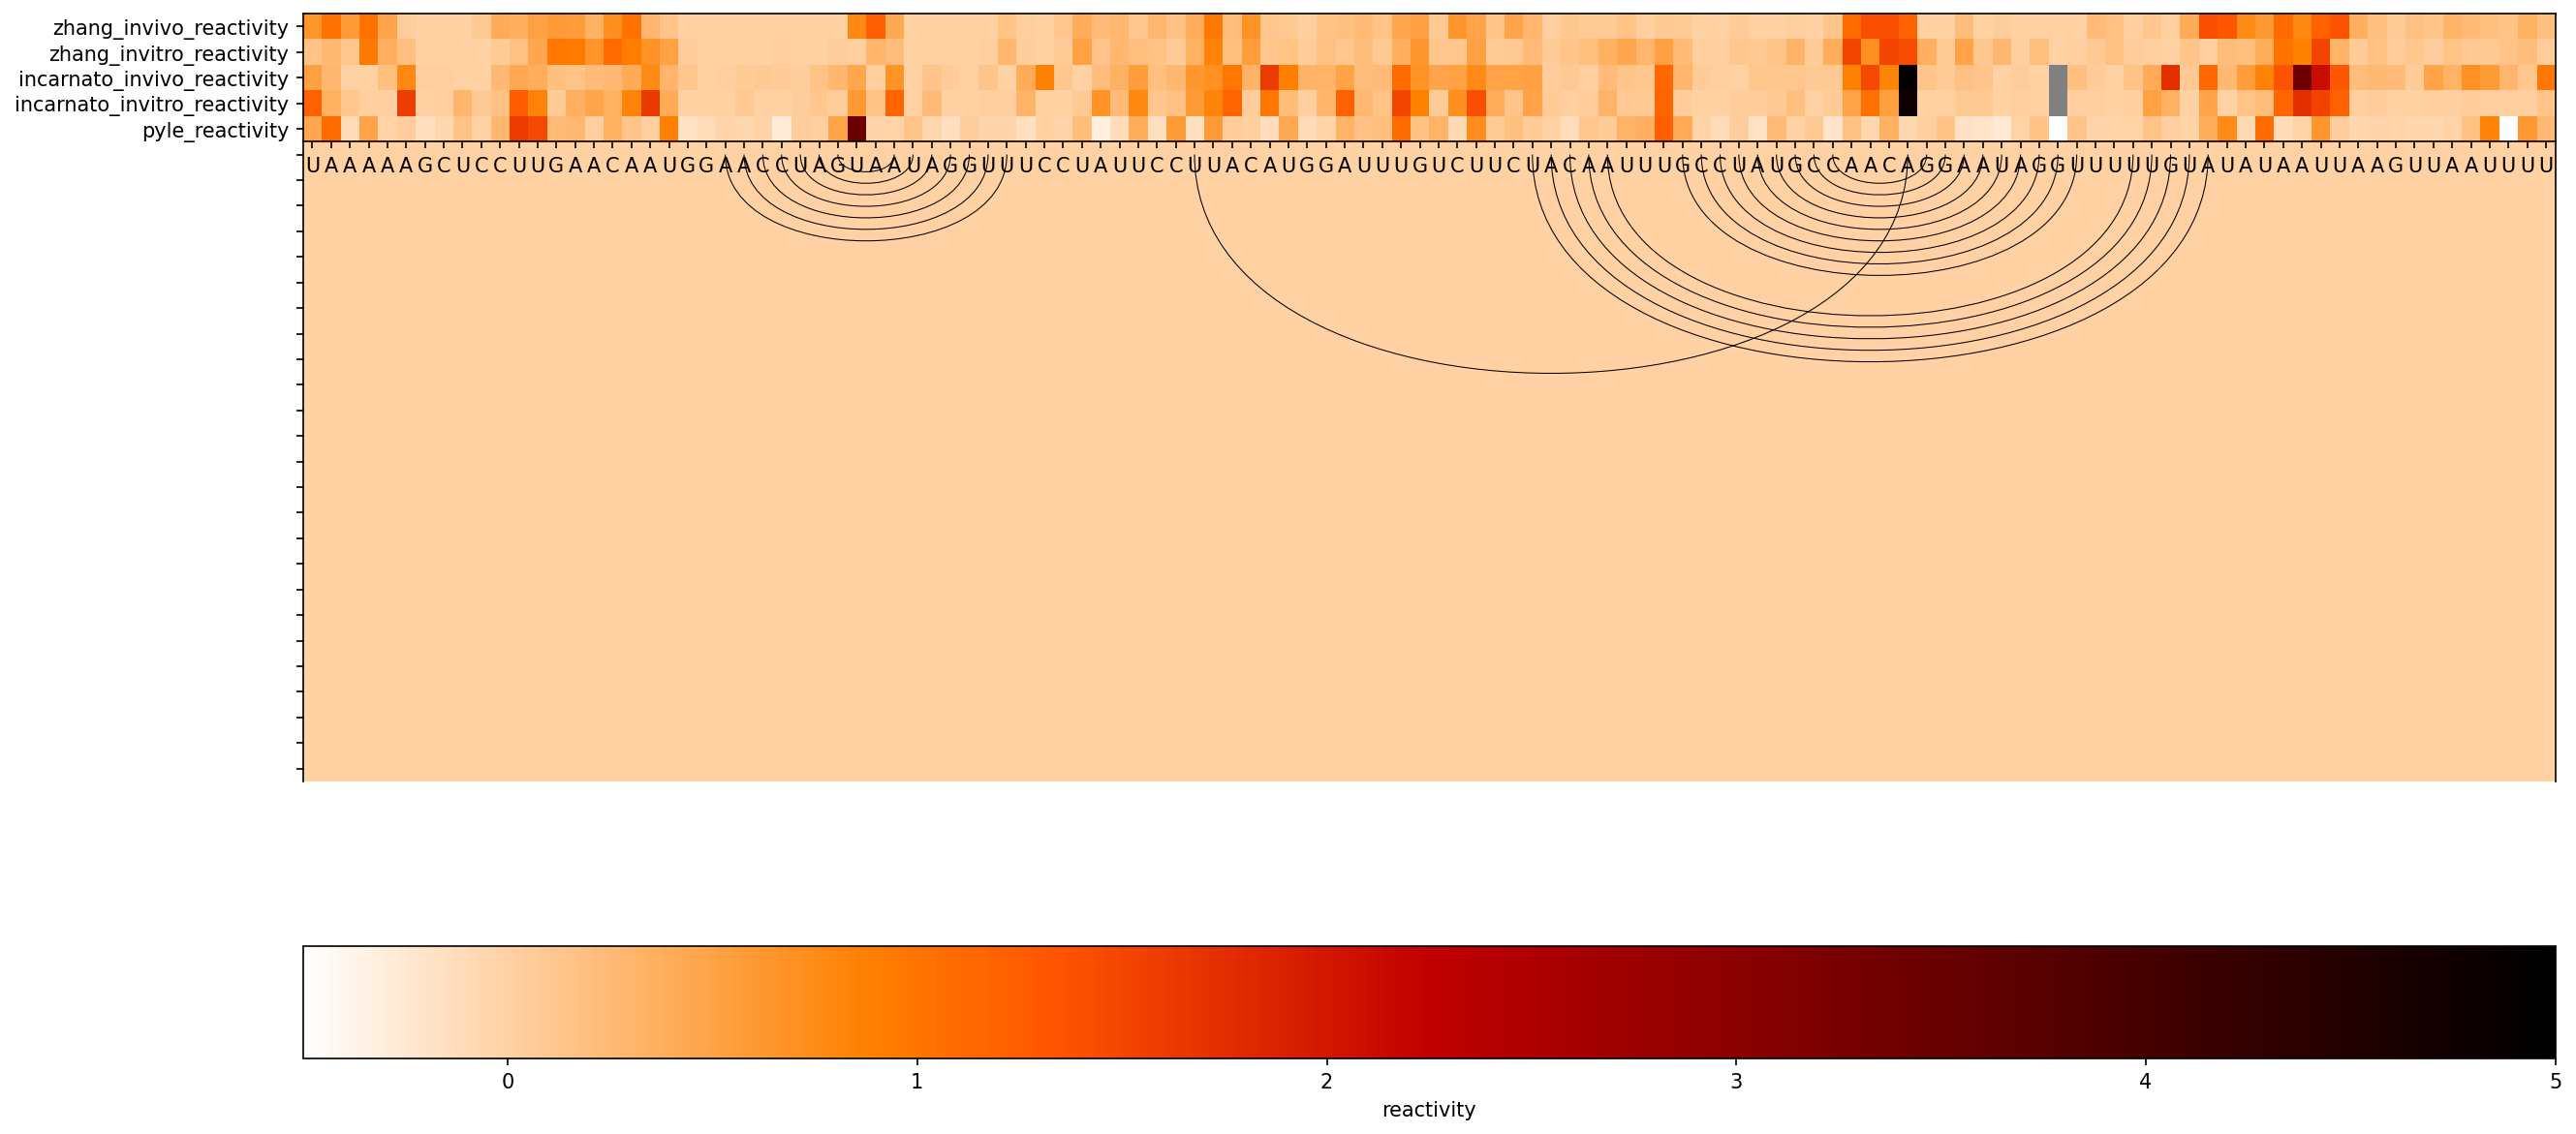 zhang_invivo_reactivity
zhang_invitro_reactivity
incarnato_invivo_reactivity
incarnato_invitro_reactivity
pyle_reactivity
U A A A A A G C U C C U U G A A C A A U G G A A C C U A G U A A U A G G U U U C C U A U U C C U U A C A U G G A U U U G U C U U C U A C A A U U U G C C U A U G C C A A C A G G A A U A G G U U U U U G U A U A U A A U U A A G U U A A U U U U
0 1 2 3 4 5
reactivity